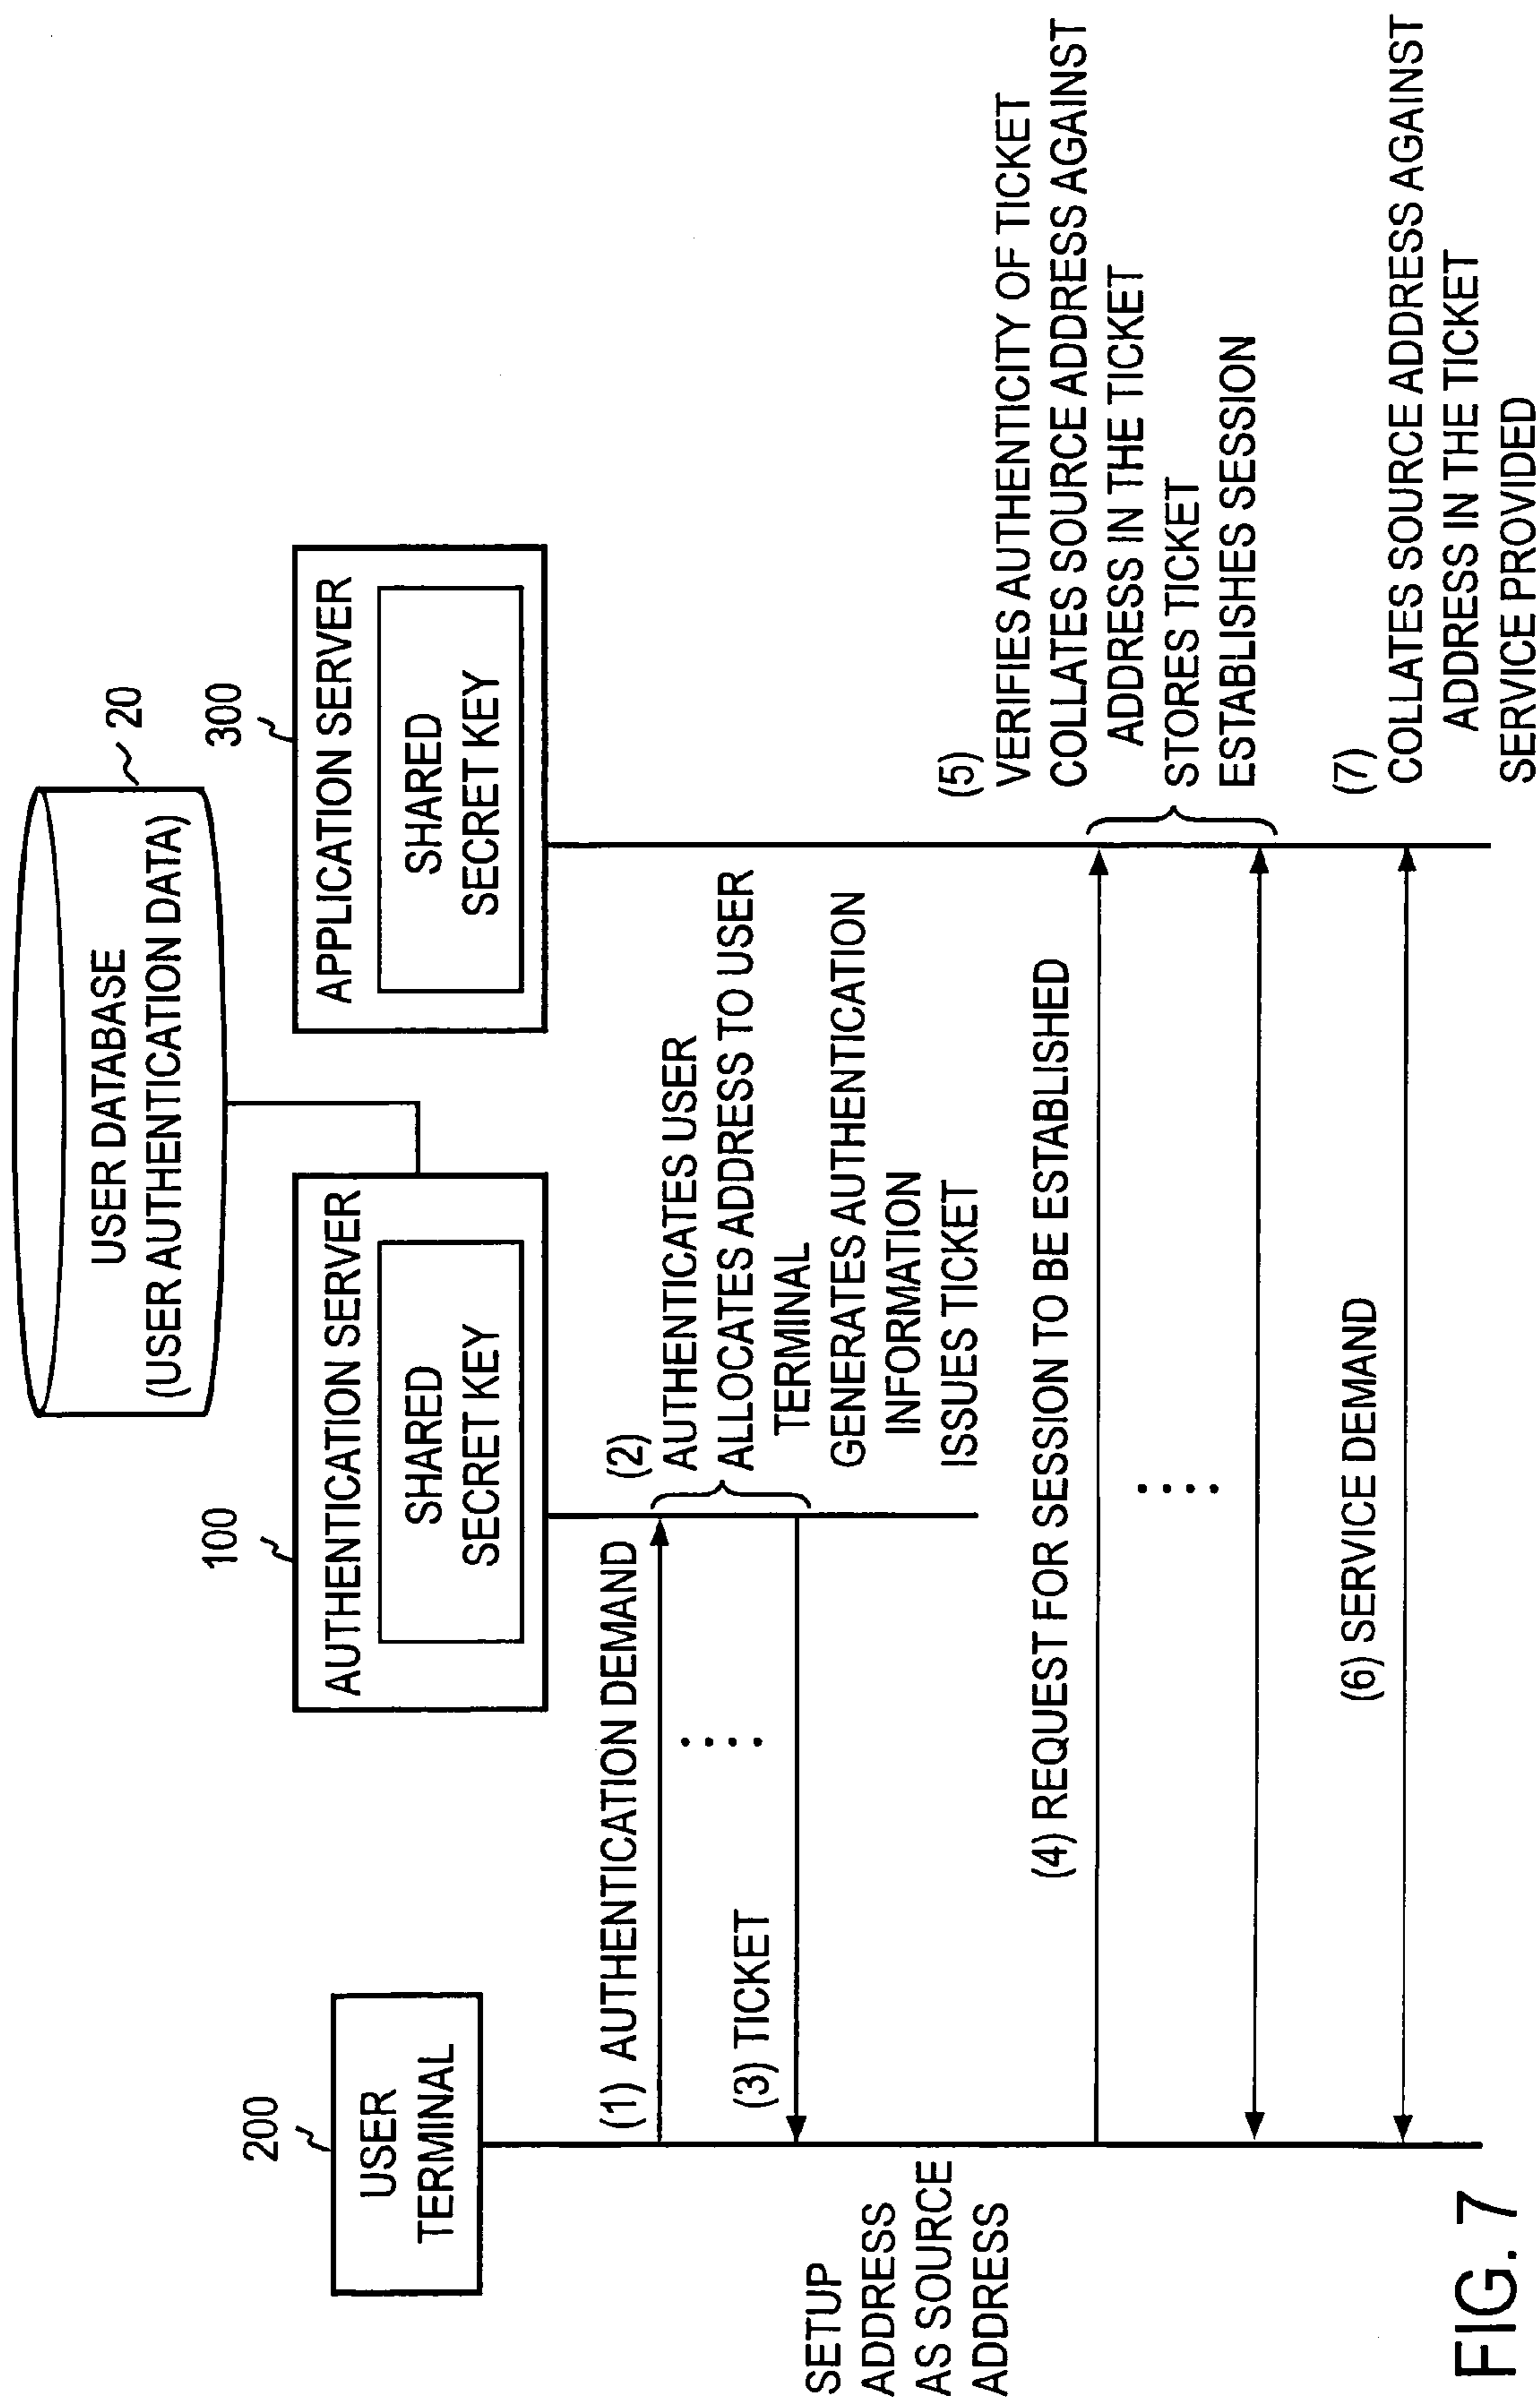 USER DATABASE
(USER AUTHENTICATION DATA)
20
200
USER
TERMINAL
100
AUTHENTICATION SERVER
SHARED
SECRET KEY
300
APPLICATION SERVER
SHARED
SECRET KEY
(1) AUTHENTICATION DEMAND
(2)
AUTHENTICATES USER
ALLOCATES ADDRESS TO USER
TERMINAL
GENERATES AUTHENTICATION
INFORMATION
ISSUES TICKET
(3) TICKET
SETUP
ADDRESS
AS SOURCE
ADDRESS
(4) REQUEST FOR SESSION TO BE ESTABLISHED
(5)
VERIFIES AUTHENTICITY OF TICKET
COLLATES SOURCE ADDRESS AGAINST
ADDRESS IN THE TICKET
STORES TICKET
ESTABLISHES SESSION
(6) SERVICE DEMAND
(7)
COLLATES SOURCE ADDRESS AGAINST
ADDRESS IN THE TICKET
SERVICE PROVIDED
FIG. 7